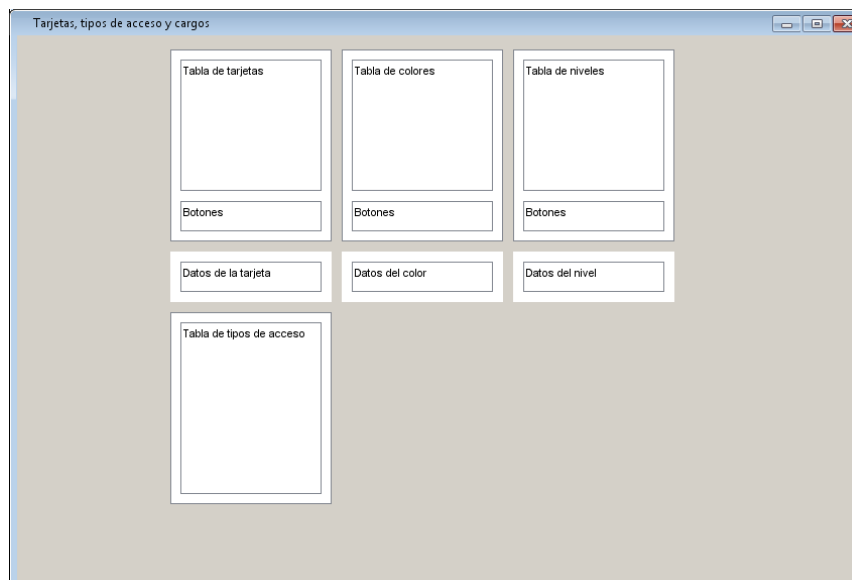 Tarjetas, tipos de acceso y cargos
Tabla de tarjetas
Tabla de colores
Tabla de niveles
Botones
Botones
Botones
Datos de la tarjeta
Datos del color
Datos del nivel
Tabla de tipos de acceso